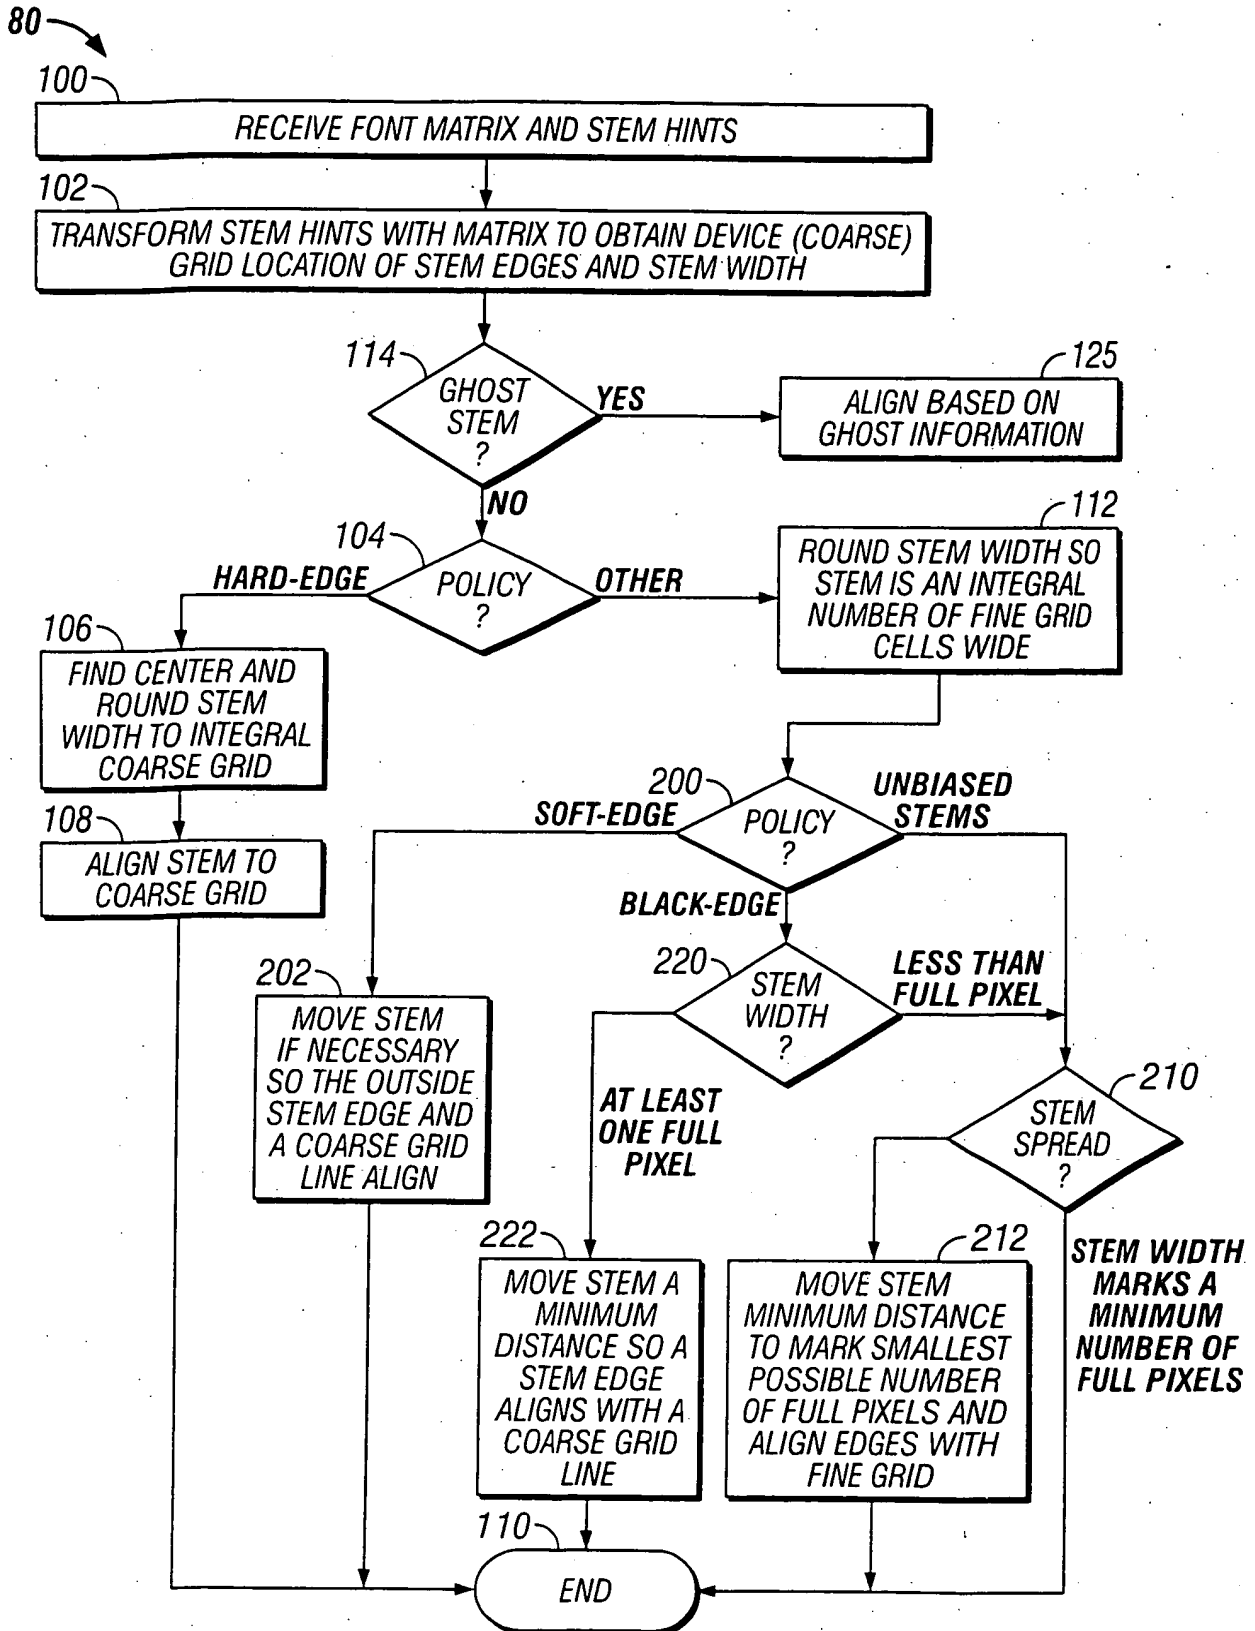 80
100
RECEIVE FONT MATRIX AND STEM HINTS
102
TRANSFORM STEM HINTS WITH MATRIX TO OBTAIN DEVICE (COARSE)
GRID LOCATION OF STEM EDGES AND STEM WIDTH
114
GHOST
STEM
?
YES
125
ALIGN BASED ON
GHOST INFORMATION
NO
104
POLICY
?
HARD-EDGE
OTHER
112
ROUND STEM WIDTH SO
STEM IS AN INTEGRAL
NUMBER OF FINE GRID
CELLS WIDE
106
FIND CENTER AND
ROUND STEM
WIDTH TO INTEGRAL
COARSE GRID
108
ALIGN STEM TO
COARSE GRID
200
POLICY
?
SOFT-EDGE
UNBIASED
STEMS
BLACK-EDGE
220
STEM
WIDTH
?
LESS THAN
FULL PIXEL
202
MOVE STEM
IF NECESSARY
SO THE OUTSIDE
STEM EDGE AND
A COARSE GRID
LINE ALIGN
AT LEAST
ONE FULL
PIXEL
210
STEM
SPREAD
?
222
MOVE STEM A
MINIMUM
DISTANCE SO A
STEM EDGE
ALIGNS WITH A
COARSE GRID
LINE
212
MOVE STEM
MINIMUM DISTANCE
TO MARK SMALLEST
POSSIBLE NUMBER
OF FULL PIXELS AND
ALIGN EDGES WITH
FINE GRID
STEM WIDTH
MARKS A
MINIMUM
NUMBER OF
FULL PIXELS
110
END